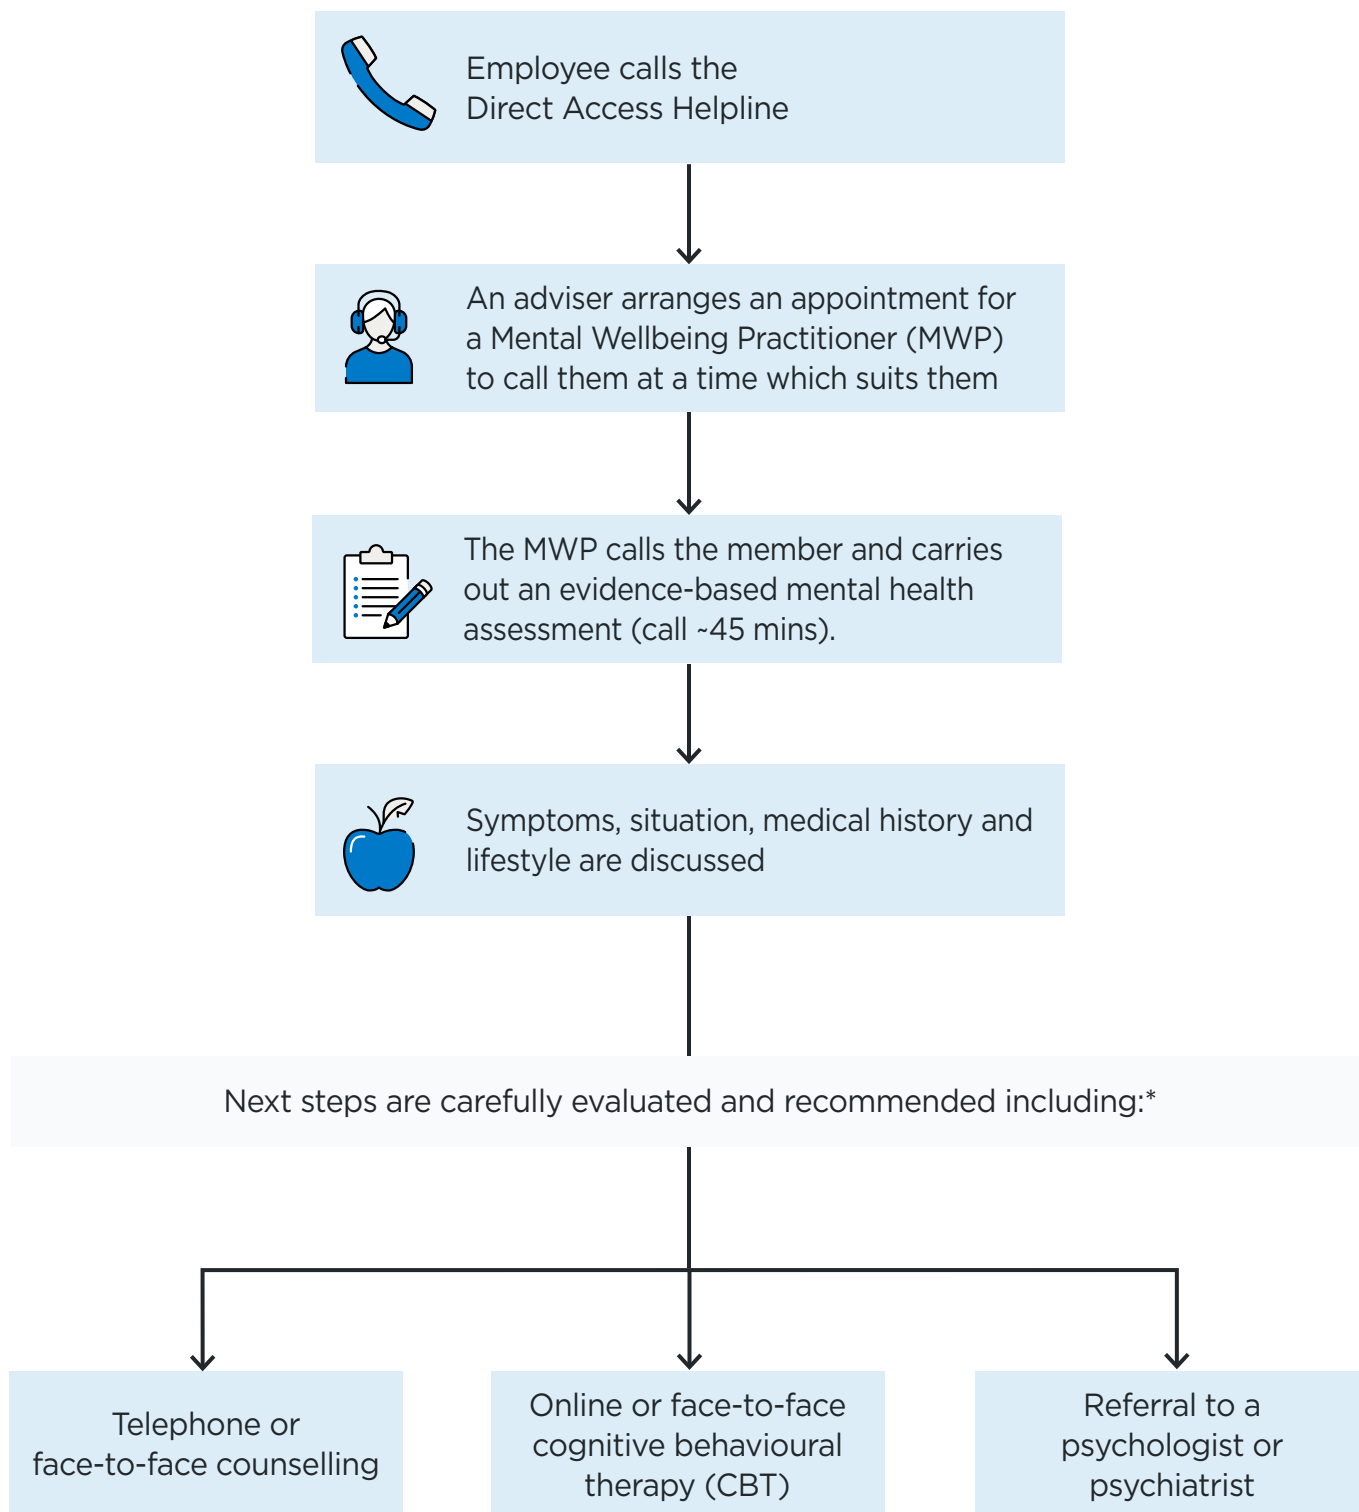 Employee calls the
Direct Access Helpline
An adviser arranges an appointment for
a Mental Wellbeing Practitioner (MWP)
to call them at a time which suits them
The MWP calls the member and carries
out an evidence-based mental health
assessment (call ~45 mins).
Symptoms, situation, medical history and
lifestyle are discussed
Next steps are carefully evaluated and recommended including:*
Telephone or
face-to-face counselling
Online or face-to-face
cognitive behavioural
therapy (CBT)
Referral to a
psychologist or
psychiatrist